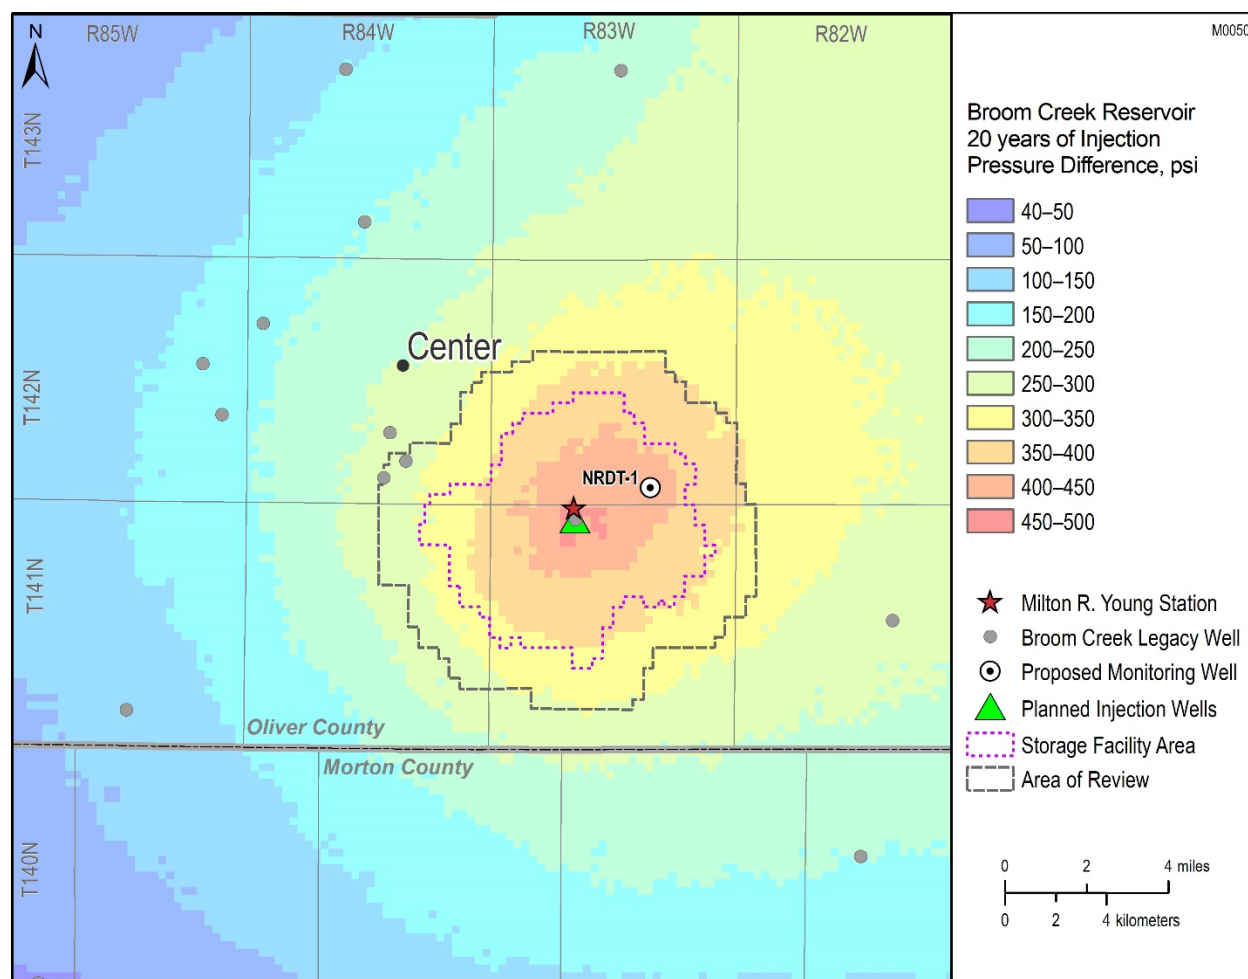 N
R85W
R84W
R83W
R82W
M0050
T143N
T142N
T141N
T140N
Center
NRDT-1
Oliver County
Morton County
Broom Creek Reservoir
20 years of Injection
Pressure Difference, psi
40–50
50–100
100–150
150–200
200–250
250–300
300–350
350–400
400–450
450–500
Milton R. Young Station
Broom Creek Legacy Well
Proposed Monitoring Well
Planned Injection Wells
Storage Facility Area
Area of Review
0 2 4 miles
0 2 4 kilometers